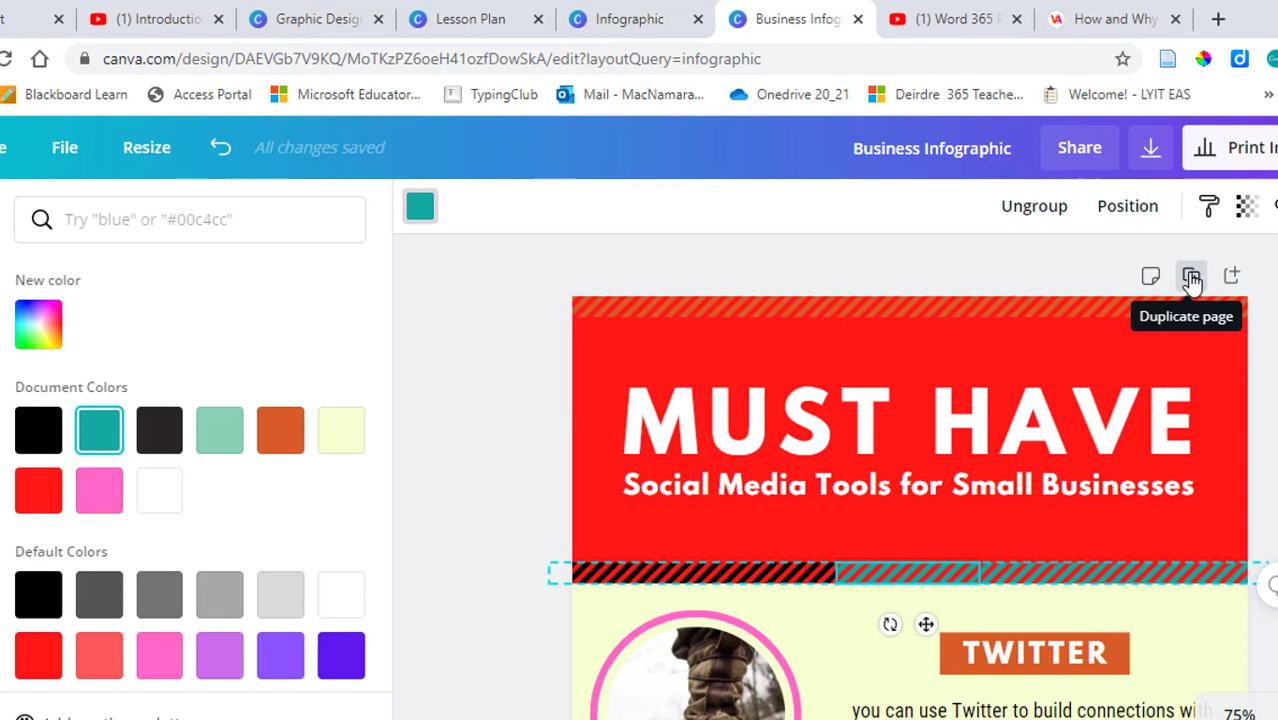 t
(1) Introductio
Graphic Desig
Lesson Plan
Infographic
Business Infog
(1) Word 365 F
How and Why
canva.com/design/DAEVGb7V9KQ/MoTKzPZ6oeH41ozfDowSkA/edit?layoutQuery=infographic
Blackboard Learn
Access Portal
Microsoft Educator...
TypingClub
Mail - MacNamara...
Onedrive 20_21
Deirdre 365 Teache...
Welcome! - LYIT EAS
»
e
File
Resize
All changes saved
Business Infographic
Share
Print In
Try "blue" or "#00c4cc"
Ungroup
Position
New color
Duplicate page
Document Colors
MUST HAVE
Social Media Tools for Small Businesses
Default Colors
TWITTER
you can use Twitter to build connections with
75%